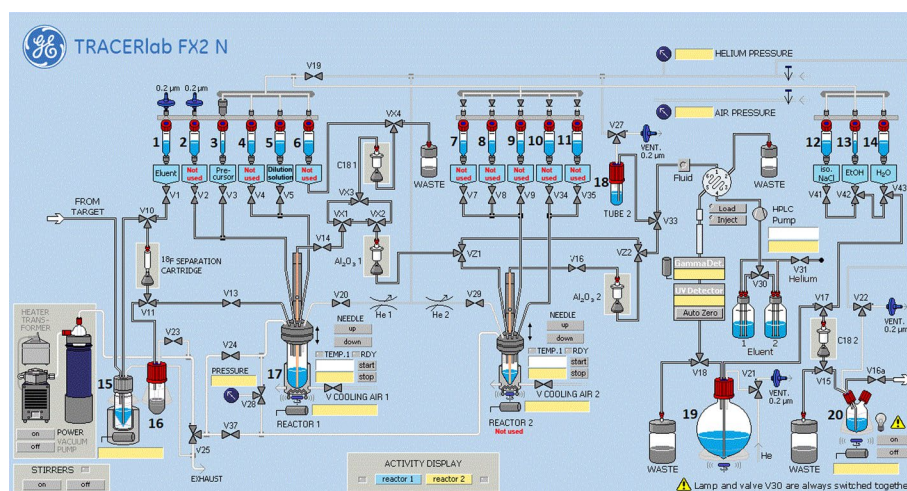 GE
TRACERlab FX2 N
HELIUM PRESSURE
AIR PRESSURE
V19
0.2 µm
0.2 µm
1
2
3
4
5
6
7
8
9
10
11
12
13
14
Eluent
Not used
Pre-cursor
Not used
Dilution solution
Not used
Not used
Not used
Not used
Not used
Not used
Iso. NaCl
EtOH
H₂O
V1
V2
V3
V4
V5
VX4
C18 1
WASTE
V7
V8
V9
V34
V35
V27
VENT.
0.2 µm
18
TUBE 2
Fluid
Load
Inject
WASTE
HPLC
Pump
V41
V42
V43
FROM
TARGET
V10
18F SEPARATION
CARTRIDGE
V14
VX3
VX1
VX2
Al₂O₃ 1
VZ1
V16
VZ2
V33
Al₂O₃ 2
Gamma Det.
UV Detector
Auto Zero
V31
Helium
V30
1
2
Eluent
V11
V13
V20
He 1
He 2
V29
V17
V22
VENT.
0.2 µm
C18 2
HEATER
TRANS-
FORMER
POWER
VACUUM
PUMP
on
off
V23
V24
PRESSURE
V28
V37
V25
EXHAUST
15
16
17
NEEDLE
up
down
TEMP.1
RDY
start
stop
V COOLING AIR 1
REACTOR 1
NEEDLE
up
down
TEMP.1
RDY
start
stop
V COOLING AIR 2
REACTOR 2
Not used
V18
V21
VENT.
0.2 µm
19
He
WASTE
V15
V16a
20
WASTE
on
off
STIRRERS
on
off
ACTIVITY DISPLAY
reactor 1
reactor 2
Lamp and valve V30 are always switched together